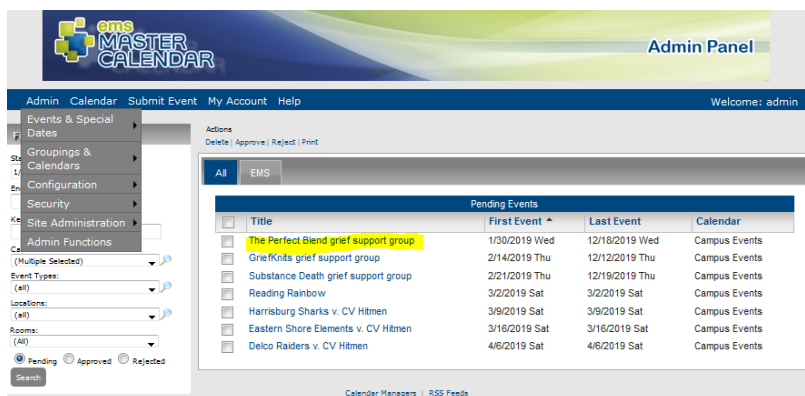 ems
MASTER
CALENDAR
Admin Panel
Admin Calendar Submit Event My Account Help Welcome: admin
Events & Special
Dates
Groupings &
Calendars
Configuration
Security
Site Administration
Admin Functions
Actions
Delete | Approve | Reject | Print
All EMS
Pending Events
Title First Event Last Event Calendar
The Perfect Blend grief support group 1/30/2019 Wed 12/18/2019 Wed Campus Events
GriefKnits grief support group 2/14/2019 Thu 12/12/2019 Thu Campus Events
Substance Death grief support group 2/21/2019 Thu 12/19/2019 Thu Campus Events
Reading Rainbow 3/2/2019 Sat 3/2/2019 Sat Campus Events
Harrisburg Sharks v. CV Hitmen 3/9/2019 Sat 3/9/2019 Sat Campus Events
Eastern Shore Elements v. CV Hitmen 3/16/2019 Sat 3/16/2019 Sat Campus Events
Delco Raiders v. CV Hitmen 4/6/2019 Sat 4/6/2019 Sat Campus Events
(Multiple Selected)
Event Types:
(all)
Locations:
(all)
Rooms:
(All)
Pending Approved Rejected
Search
Calendar Managers | RSS Feeds